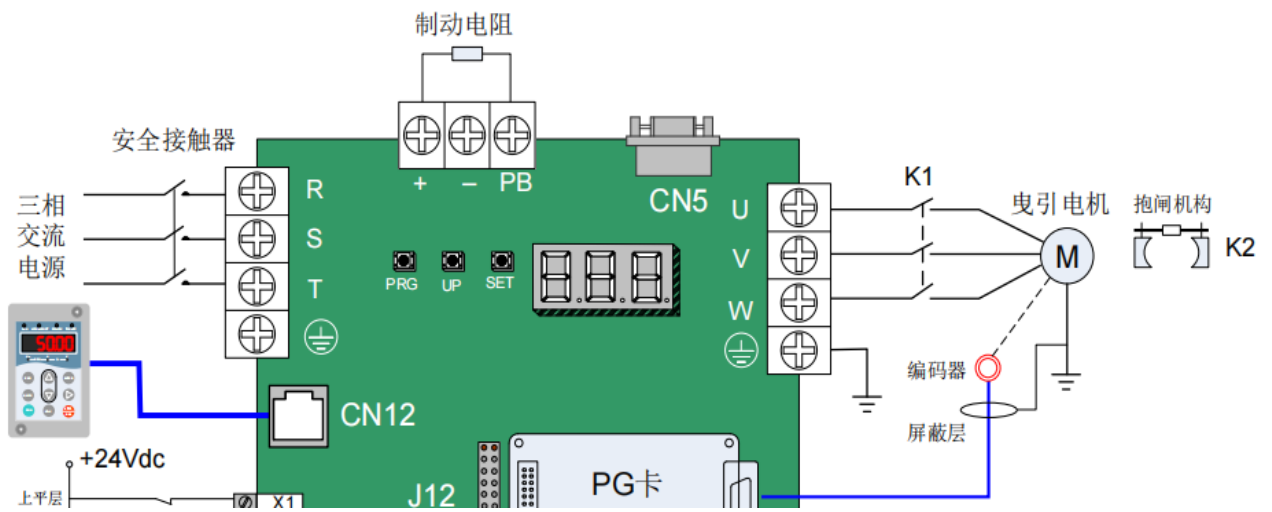 制动电阻
安全接触器
+ – PB
CN5
R
S
T
三相
交流
电源
PRG UP SET
U
V
W
K1
曳引电机
M
抱闸机构
K2
5000
CN12
编码器
屏蔽层
+24Vdc
上平层
X1
J12
PG卡